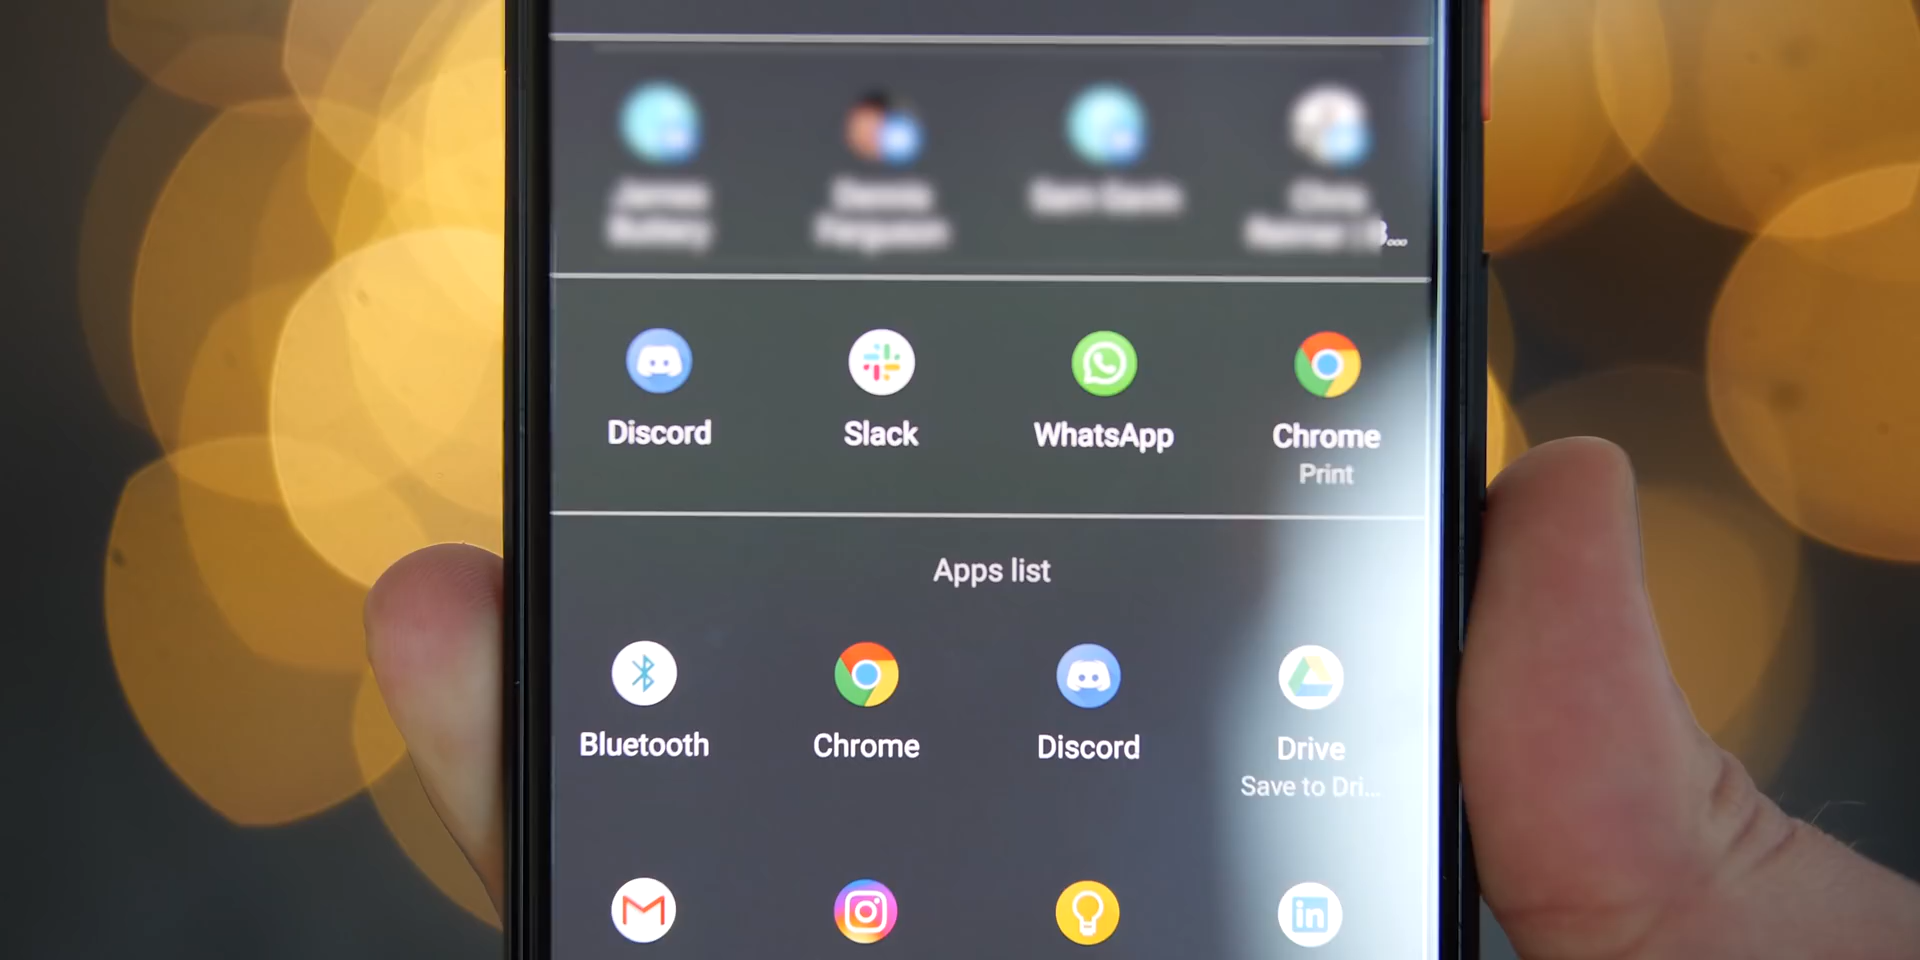 Discord Slack WhatsApp Chrome
Print
Apps list
Bluetooth Chrome Discord Drive
Save to Dri...